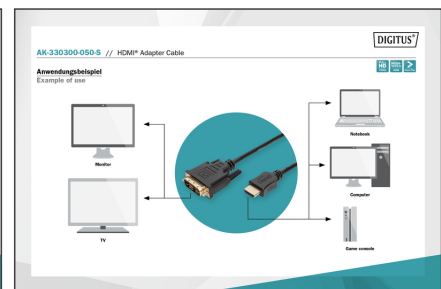 DIGITUS®
AK-330300-050-S // HDMI® Adapter Cable
Anwendungsbeispiel
Example of use
Monitor
TV
Notebook
Computer
Game console